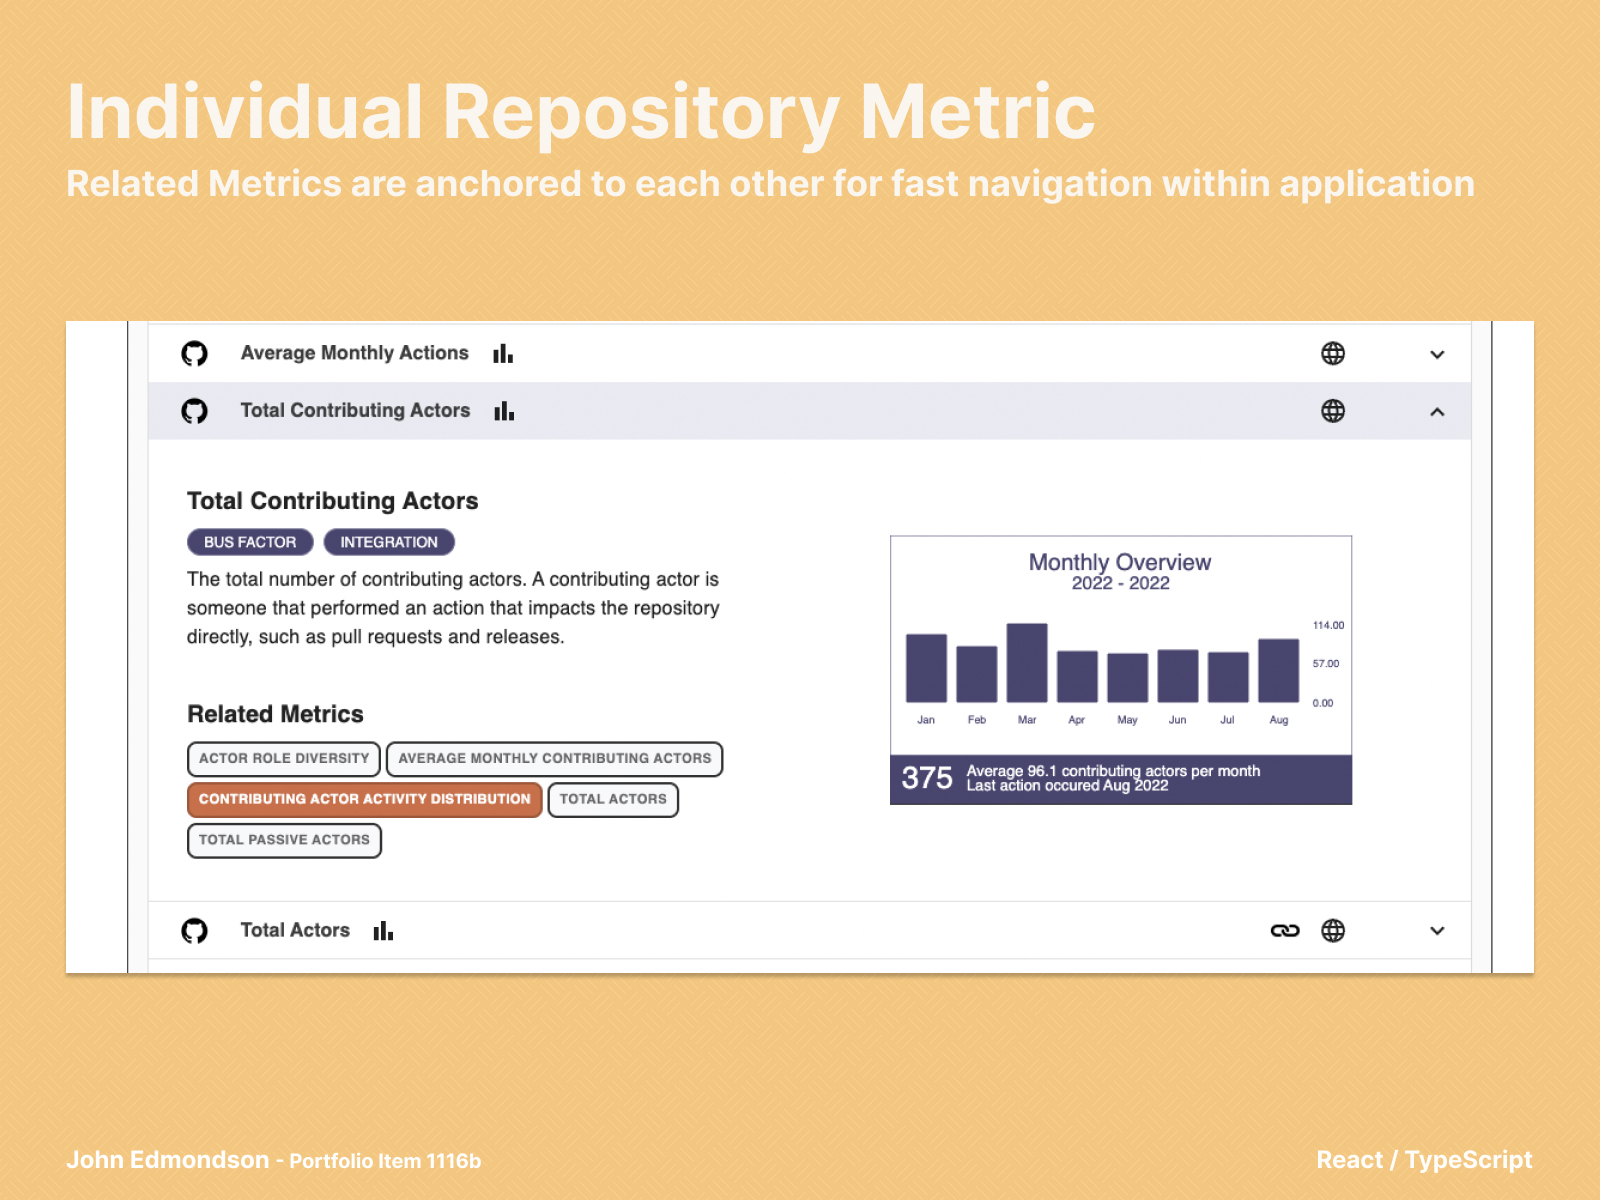 Individual Repository Metric
Related Metrics are anchored to each other for fast navigation within application
Average Monthly Actions
Total Contributing Actors
Total Contributing Actors
BUS FACTOR
INTEGRATION
The total number of contributing actors. A contributing actor is
someone that performed an action that impacts the repository
directly, such as pull requests and releases.
Related Metrics
ACTOR ROLE DIVERSITY
AVERAGE MONTHLY CONTRIBUTING ACTORS
CONTRIBUTING ACTOR ACTIVITY DISTRIBUTION
TOTAL ACTORS
TOTAL PASSIVE ACTORS
Monthly Overview
2022 - 2022
114.00
57.00
0.00
Jan Feb Mar Apr May Jun Jul Aug
375
Average 96.1 contributing actors per month
Last action occured Aug 2022
Total Actors
John Edmondson - Portfolio Item 1116b
React / TypeScript